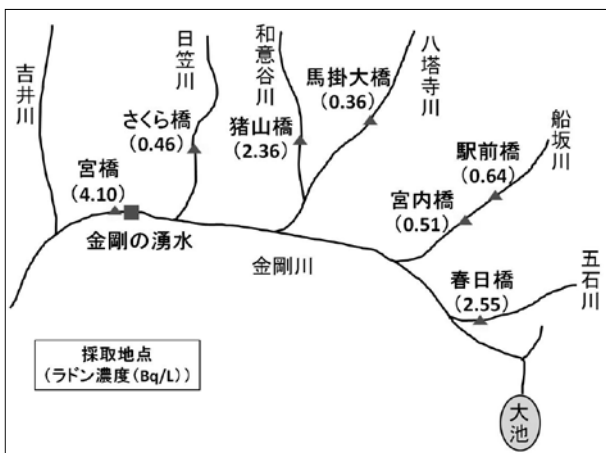 吉井川
日笠川
和意谷川
八塔寺川
船坂川
五石川
馬掛大橋
(0.36)
さくら橋
(0.46)
猪山橋
(2.36)
駅前橋
(0.64)
宮橋
(4.10)
宮内橋
(0.51)
金剛の湧水
金剛川
春日橋
(2.55)
採取地点
(ラドン濃度(Bq/L))
大池